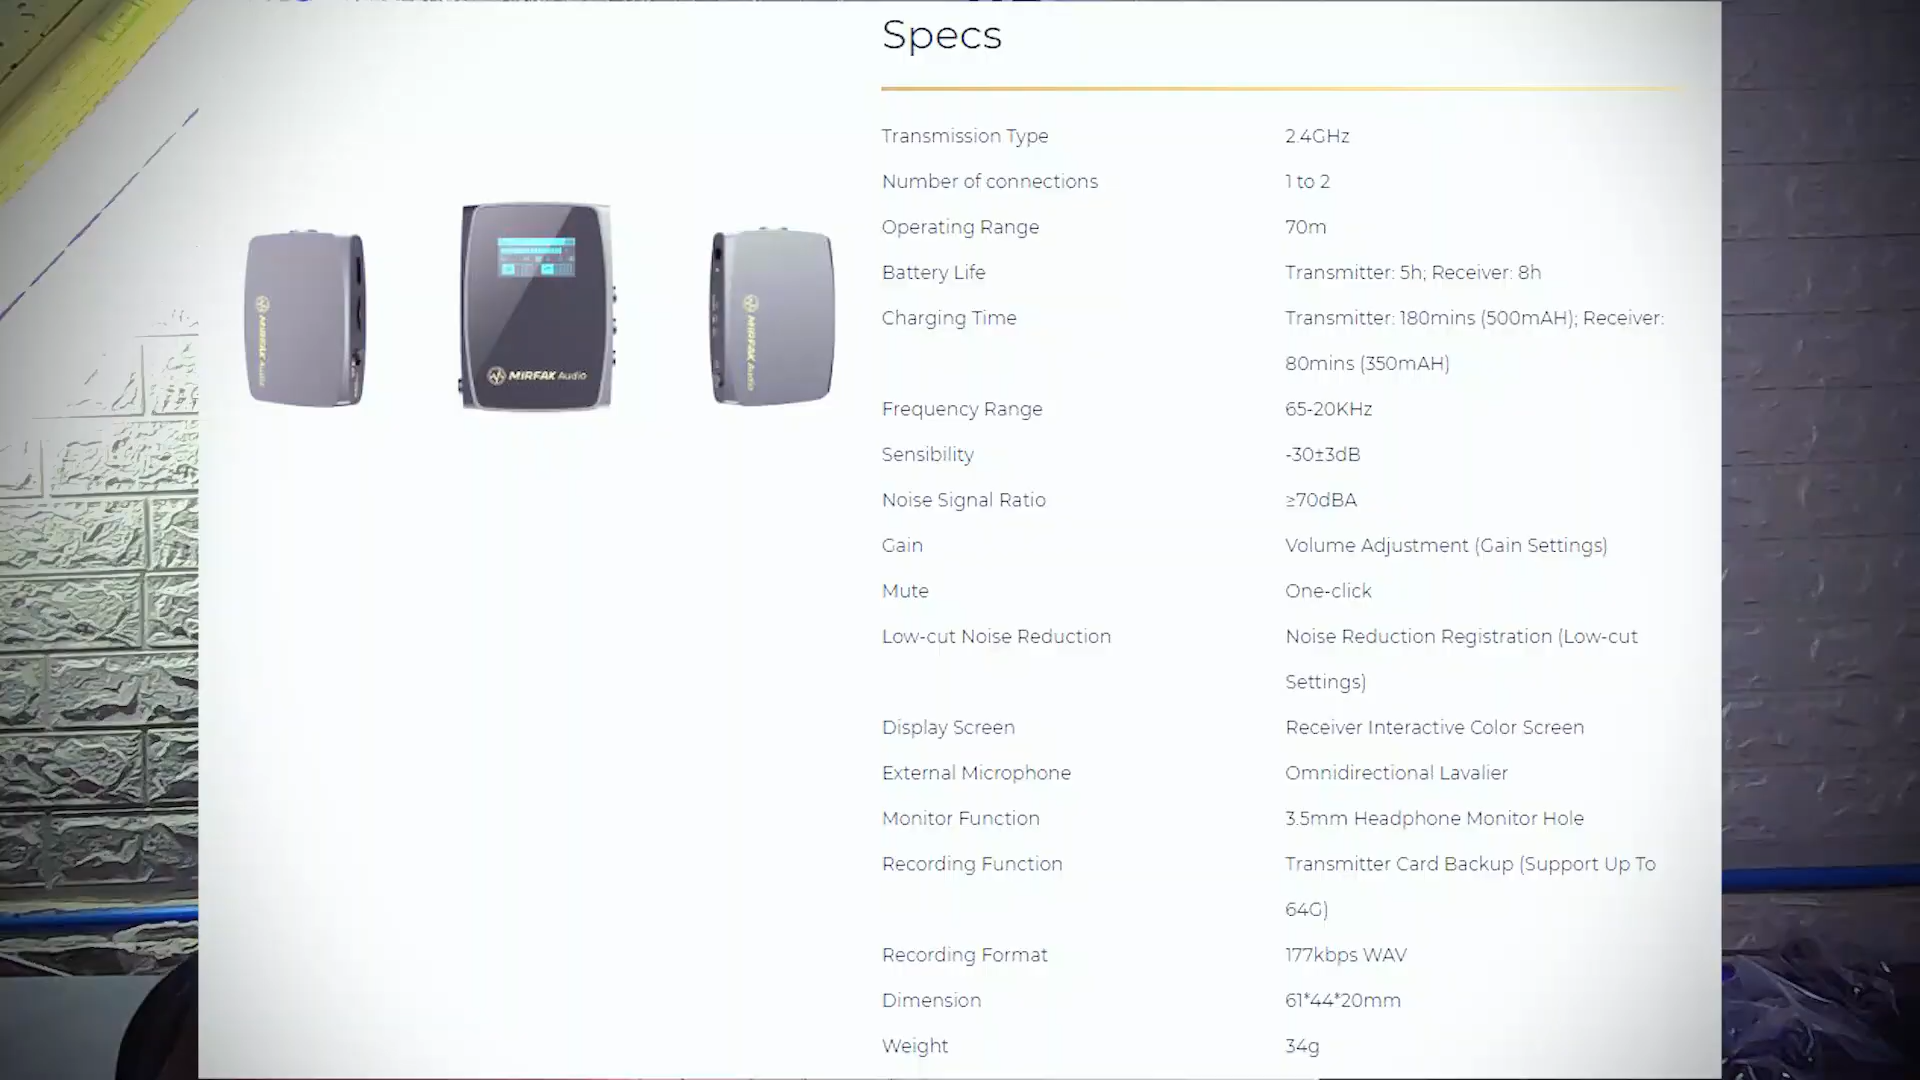 Specs
Transmission Type 2.4GHz
Number of connections 1 to 2
Operating Range 70m
Battery Life Transmitter: 5h; Receiver: 8h
Charging Time Transmitter: 180mins (500mAH); Receiver:
80mins (350mAH)
Frequency Range 65-20KHz
Sensibility -30±3dB
Noise Signal Ratio ≥70dBA
Gain Volume Adjustment (Gain Settings)
Mute One-click
Low-cut Noise Reduction Noise Reduction Registration (Low-cut
Settings)
Display Screen Receiver Interactive Color Screen
External Microphone Omnidirectional Lavalier
Monitor Function 3.5mm Headphone Monitor Hole
Recording Function Transmitter Card Backup (Support Up To
64G)
Recording Format 177kbps WAV
Dimension 61*44*20mm
Weight 34g
MIRFAK Audio
MIRFAK Audio
MIRFAK Audio